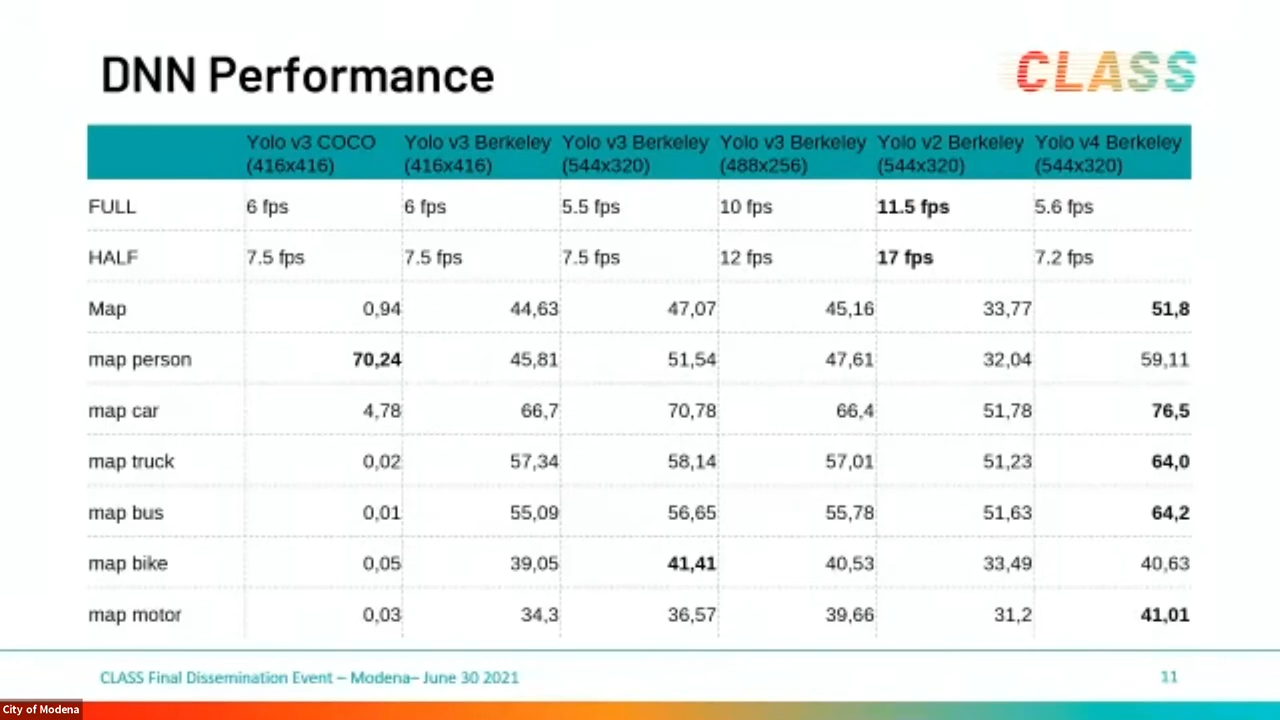 DNN Performance
CLASS
Yolo v3 COCO (416x416) Yolo v3 Berkeley (416x416) Yolo v3 Berkeley (544x320) Yolo v3 Berkeley (488x256) Yolo v2 Berkeley (544x320) Yolo v4 Berkeley (544x320)
FULL 6 fps 6 fps 5.5 fps 10 fps 11.5 fps 5.6 fps
HALF 7.5 fps 7.5 fps 7.5 fps 12 fps 17 fps 7.2 fps
Map 0,94 44,63 47,07 45,16 33,77 51,8
map person 70,24 45,81 51,54 47,61 32,04 59,11
map car 4,78 66,7 70,78 66,4 51,78 76,5
map truck 0,02 57,34 58,14 57,01 51,23 64,0
map bus 0,01 55,09 56,65 55,78 51,63 64,2
map bike 0,05 39,05 41,41 40,53 33,49 40,63
map motor 0,03 34,3 36,57 39,66 31,2 41,01
CLASS Final Dissemination Event – Modena– June 30 2021
11
City of Modena